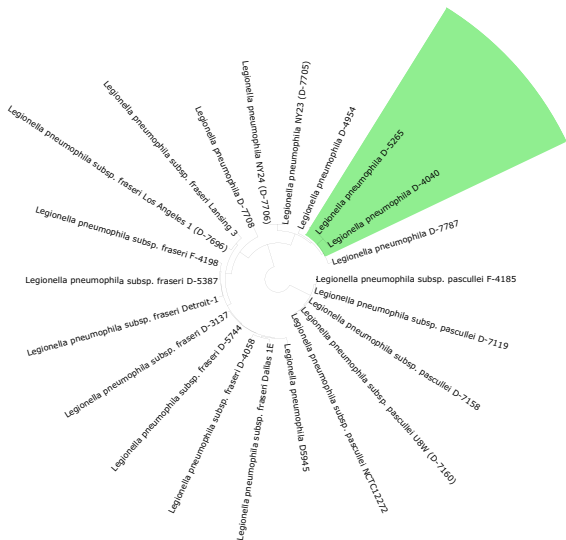 Legionella pneumophila NY24 (D-7706)
Legionella pneumophila NY23 (D-7705)
Legionella pneumophila D-4954
Legionella pneumophila D-5265
Legionella pneumophila D-4040
Legionella pneumophila D-7787
Legionella pneumophila subsp. pascullei F-4185
Legionella pneumophila subsp. pascullei D-7119
Legionella pneumophila subsp. pascullei D-7158
Legionella pneumophila subsp. pascullei U8W (D-7160)
Legionella pneumophila subsp. pascullei NCTC12272
Legionella pneumophila D5945
Legionella pneumophila subsp. fraseri Dallas 1E
Legionella pneumophila subsp. fraseri D-4058
Legionella pneumophila subsp. fraseri D-5744
Legionella pneumophila subsp. fraseri D-3137
Legionella pneumophila subsp. fraseri Detroit-1
Legionella pneumophila subsp. fraseri D-5387
Legionella pneumophila subsp. fraseri F-4198
Legionella pneumophila subsp. fraseri Los Angeles 1 (D-7696)
Legionella pneumophila subsp. fraseri Lansing 3
Legionella pneumophila D-7708